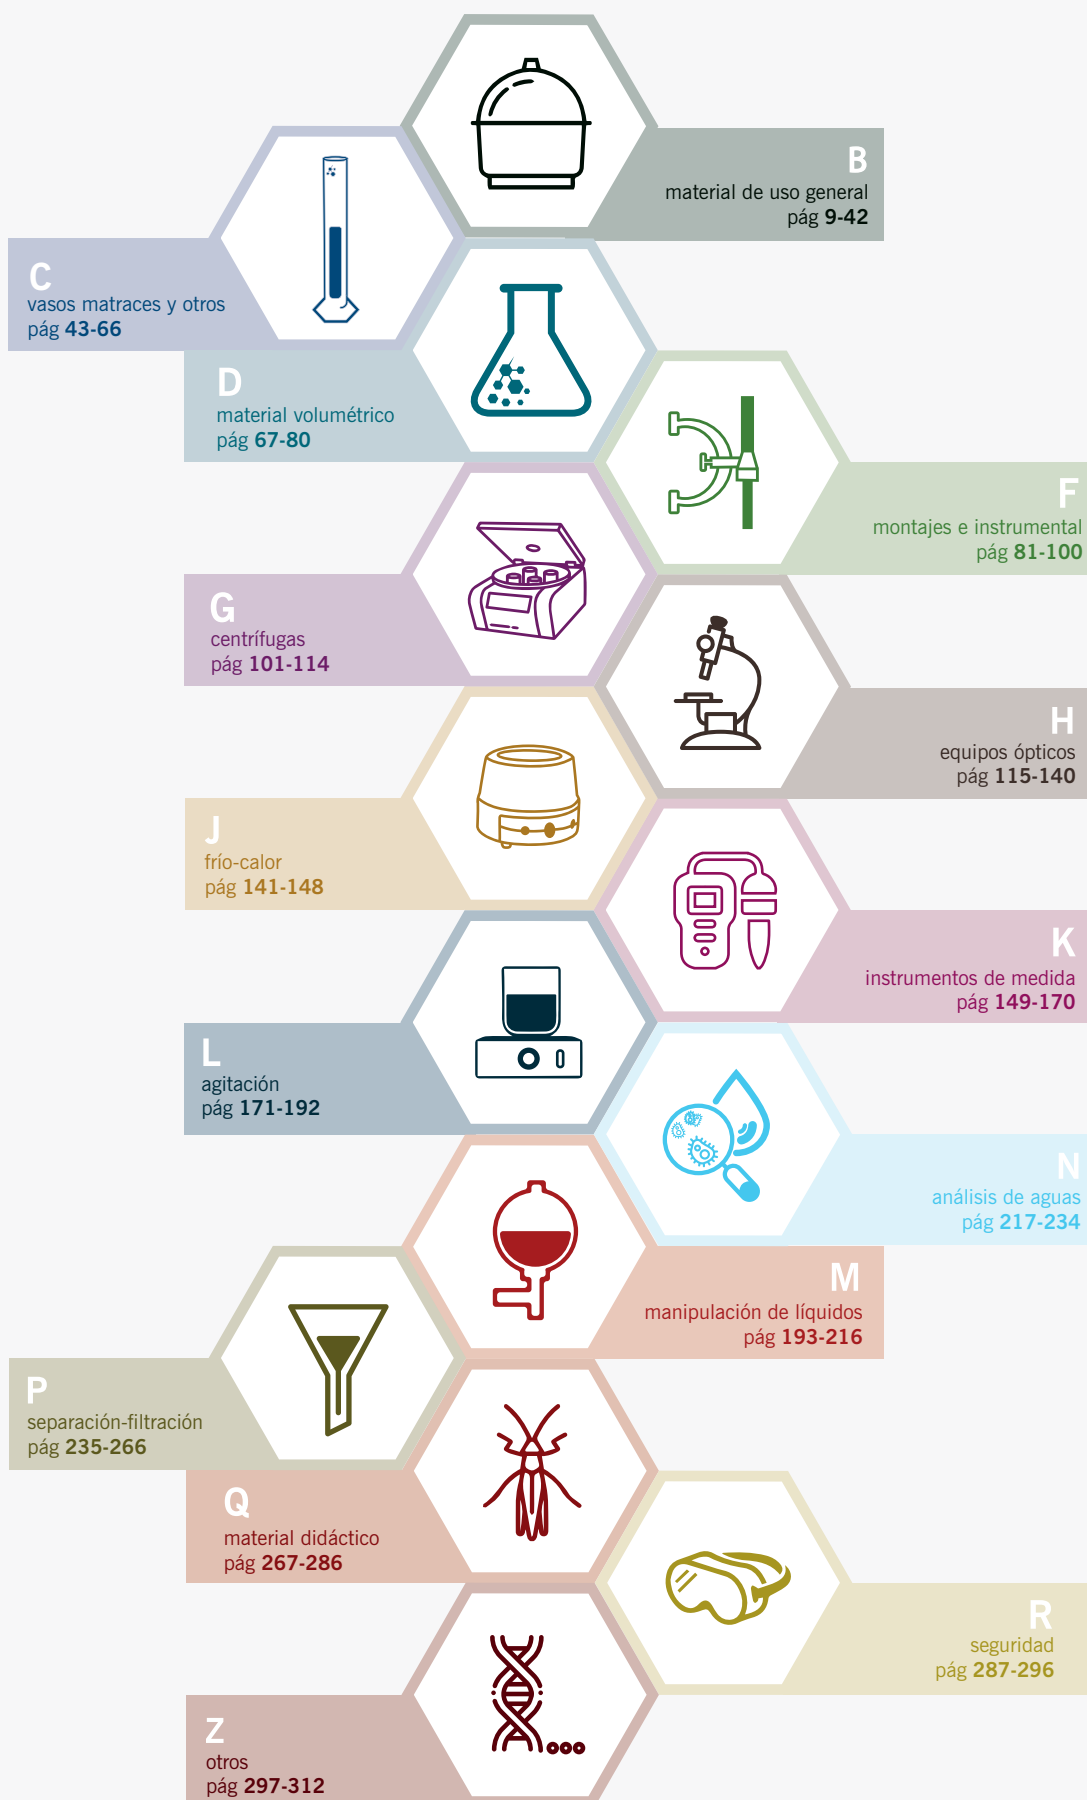 B
material de uso general
pág 9-42
C
vasos matraces y otros
pág 43-66
D
material volumétrico
pág 67-80
F
montajes e instrumental
pág 81-100
G
centrífugas
pág 101-114
H
equipos ópticos
pág 115-140
J
frío-calor
pág 141-148
K
instrumentos de medida
pág 149-170
L
agitación
pág 171-192
N
análisis de aguas
pág 217-234
M
manipulación de líquidos
pág 193-216
P
separación-filtración
pág 235-266
Q
material didáctico
pág 267-286
R
seguridad
pág 287-296
Z
otros
pág 297-312